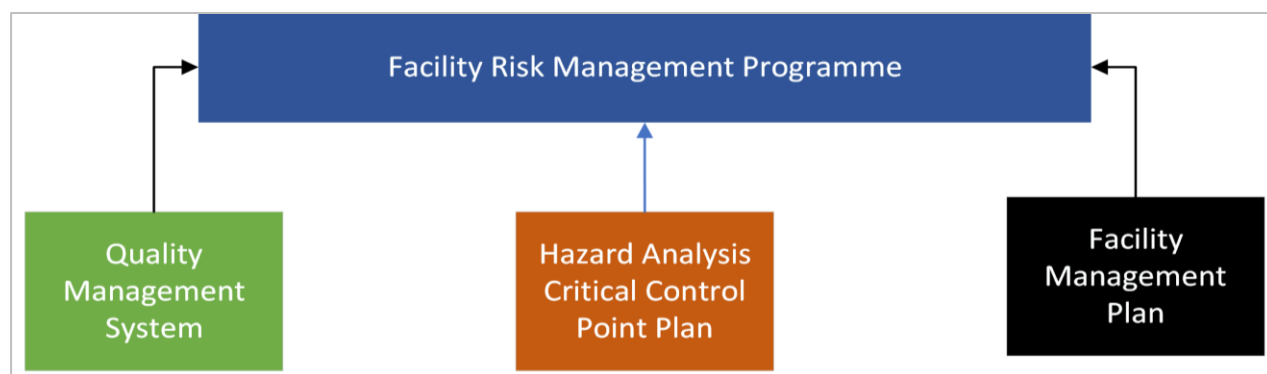 Facility Risk Management Programme
Quality
Management
System
Hazard Analysis
Critical Control
Point Plan
Facility
Management
Plan